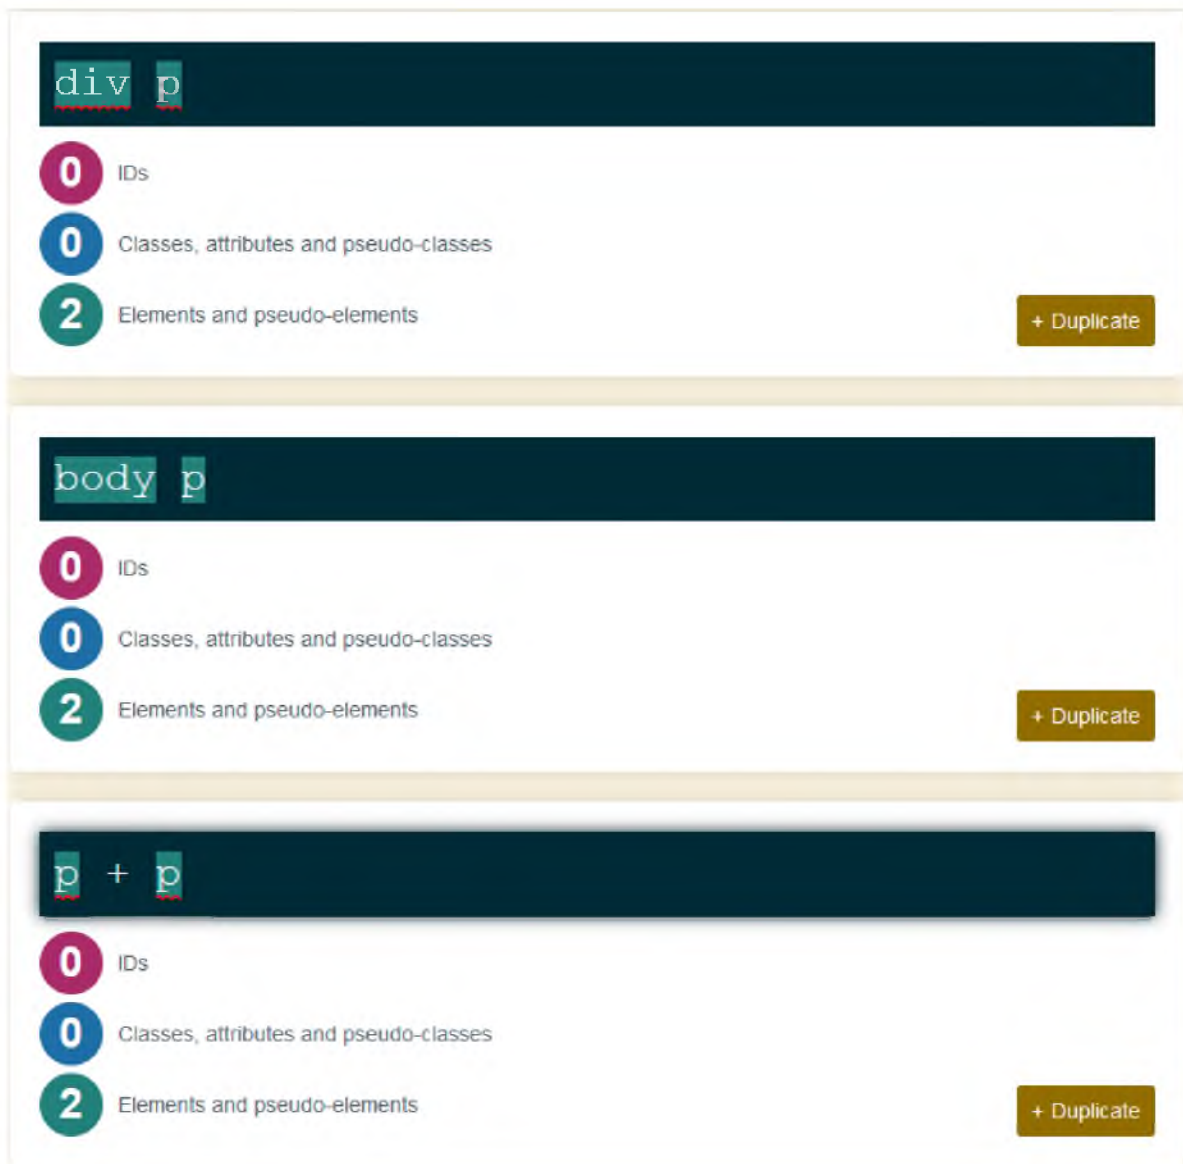 div p
0 IDs
0 Classes, attributes and pseudo-classes
2 Elements and pseudo-elements
+ Duplicate
body p
0 IDs
0 Classes, attributes and pseudo-classes
2 Elements and pseudo-elements
+ Duplicate
p + p
0 IDs
0 Classes, attributes and pseudo-classes
2 Elements and pseudo-elements
+ Duplicate